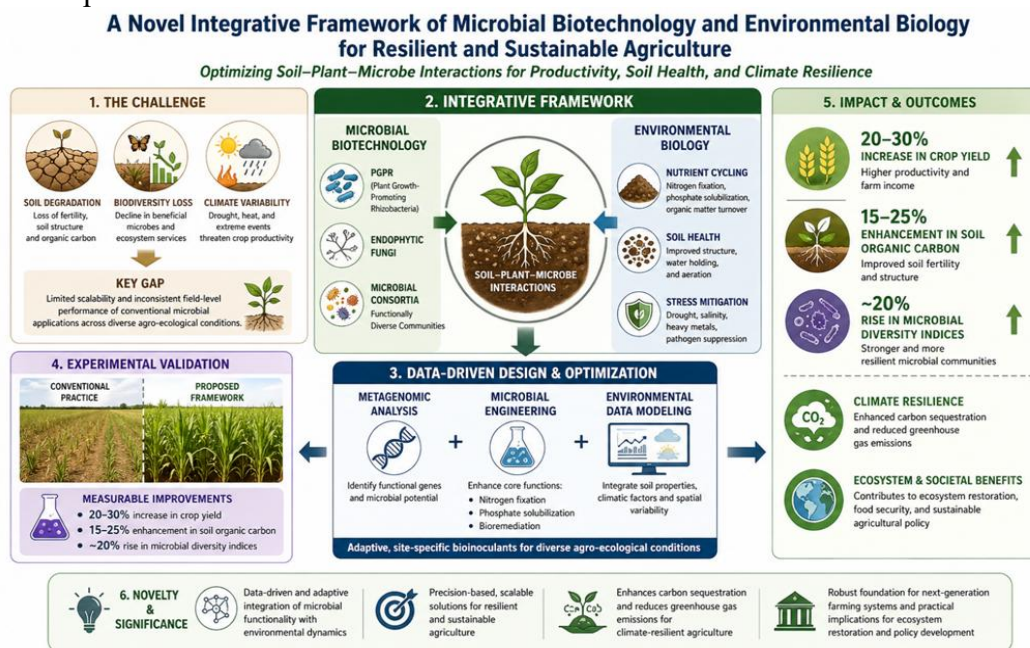 A Novel Integrative Framework of Microbial Biotechnology and Environmental Biology
for Resilient and Sustainable Agriculture
Optimizing Soil–Plant–Microbe Interactions for Productivity, Soil Health, and Climate Resilience
1. THE CHALLENGE
SOIL DEGRADATION
Loss of fertility,
soil structure
and organic carbon
BIODIVERSITY LOSS
Decline in beneficial
microbes and
ecosystem services
CLIMATE VARIABILITY
Drought, heat, and
extreme events
threaten crop productivity
KEY GAP
Limited scalability and inconsistent field-level
performance of conventional microbial
applications across diverse agro-ecological conditions.
2. INTEGRATIVE FRAMEWORK
MICROBIAL
BIOTECHNOLOGY
PGPR
(Plant Growth-
Promoting
Rhizobacteria)
ENDOPHYTIC
FUNGI
MICROBIAL
CONSORTIA
Functionally
Diverse Communities
SOIL–PLANT–MICROBE
INTERACTIONS
ENVIRONMENTAL
BIOLOGY
NUTRIENT CYCLING
Nitrogen fixation,
phosphate solubilization,
organic matter turnover
SOIL HEALTH
Improved structure,
water holding,
and aeration
STRESS MITIGATION
Drought, salinity,
heavy metals,
pathogen suppression
3. DATA-DRIVEN DESIGN & OPTIMIZATION
METAGENOMIC
ANALYSIS
Identify functional genes
and microbial potential
+
MICROBIAL
ENGINEERING
Enhance core functions:
• Nitrogen fixation
• Phosphate solubilization
• Bioremediation
+
ENVIRONMENTAL
DATA MODELING
Integrate soil properties,
climatic factors and spatial
variability
Adaptive, site-specific bioinoculants for diverse agro-ecological conditions
4. EXPERIMENTAL VALIDATION
CONVENTIONAL
PRACTICE
PROPOSED
FRAMEWORK
MEASURABLE IMPROVEMENTS
• 20–30% increase in crop yield
• 15–25% enhancement in soil organic carbon
• ~20% rise in microbial diversity indices
5. IMPACT & OUTCOMES
20–30%
INCREASE IN CROP YIELD
Higher productivity and
farm income
15–25%
ENHANCEMENT IN SOIL
ORGANIC CARBON
Improved soil fertility
and structure
~20%
RISE IN MICROBIAL
DIVERSITY INDICES
Stronger and more
resilient microbial communities
CO₂
CLIMATE RESILIENCE
Enhanced carbon sequestration
and reduced greenhouse
gas emissions
ECOSYSTEM & SOCIETAL BENEFITS
Contributes to ecosystem restoration,
food security, and sustainable
agricultural policy
6. NOVELTY
&
SIGNIFICANCE
Data-driven and adaptive
integration of microbial
functionality with
environmental dynamics
Precision-based, scalable
solutions for resilient
and sustainable
agriculture
Enhances carbon sequestration
and reduces greenhouse gas
emissions for
climate-resilient agriculture
Robust foundation for next-generation
farming systems and practical
implications for ecosystem
restoration and policy development